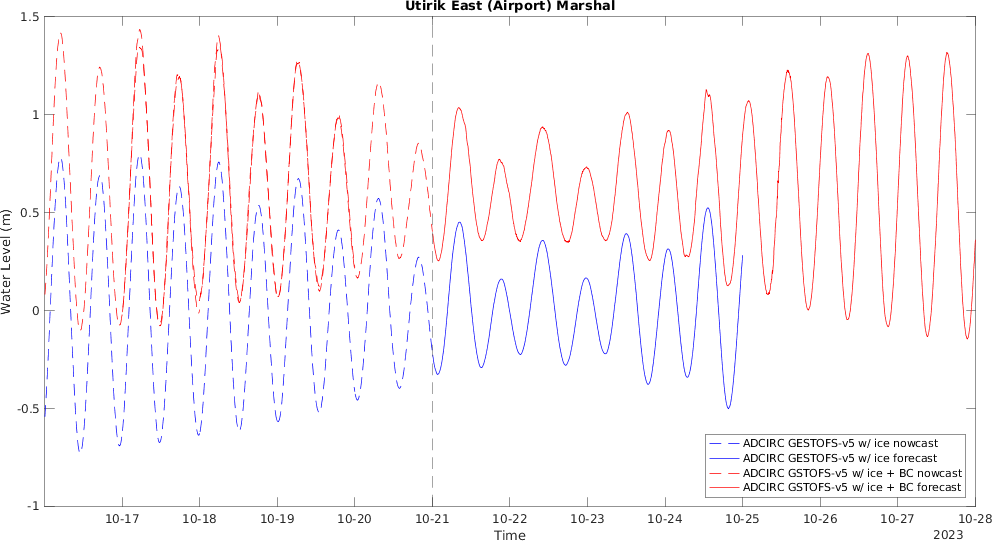 Utirik East (Airport) Marshal
Water Level (m)
1.5
1
0.5
0
-0.5
-1
10-17
10-18
10-19
10-20
10-21
10-22
10-23
10-24
10-25
10-26
10-27
10-28
Time
2023
ADCIRC GESTOFS-v5 w/ ice nowcast
ADCIRC GESTOFS-v5 w/ ice forecast
ADCIRC GSTOFS-v5 w/ ice + BC nowcast
ADCIRC GSTOFS-v5 w/ ice + BC forecast